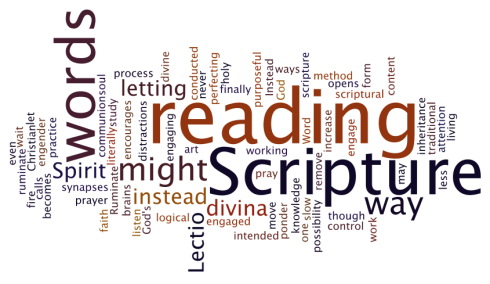 words
reading
Scripture
might
way
letting
instead
divina
Spirit
Lectio
process
divine
conducted
never
perfecting
holy
finally
purposeful
Instead
God
ways
scripture
method
opens
scriptural
form
content
soul
communion
study
literally
Ruminate
encourages
brains
distractions
engaging
art
working
Word
increase
engage
inheritance
traditional
attention
living
even
ruminate
wait
Christian
let
engender
practice
fire
calls
becomes
synapses
prayer
faith
listen
God's
logical
engaged
intended
move
pray
ponder
knowledge
one
slow
possibility
remove
though
control
work
may
less